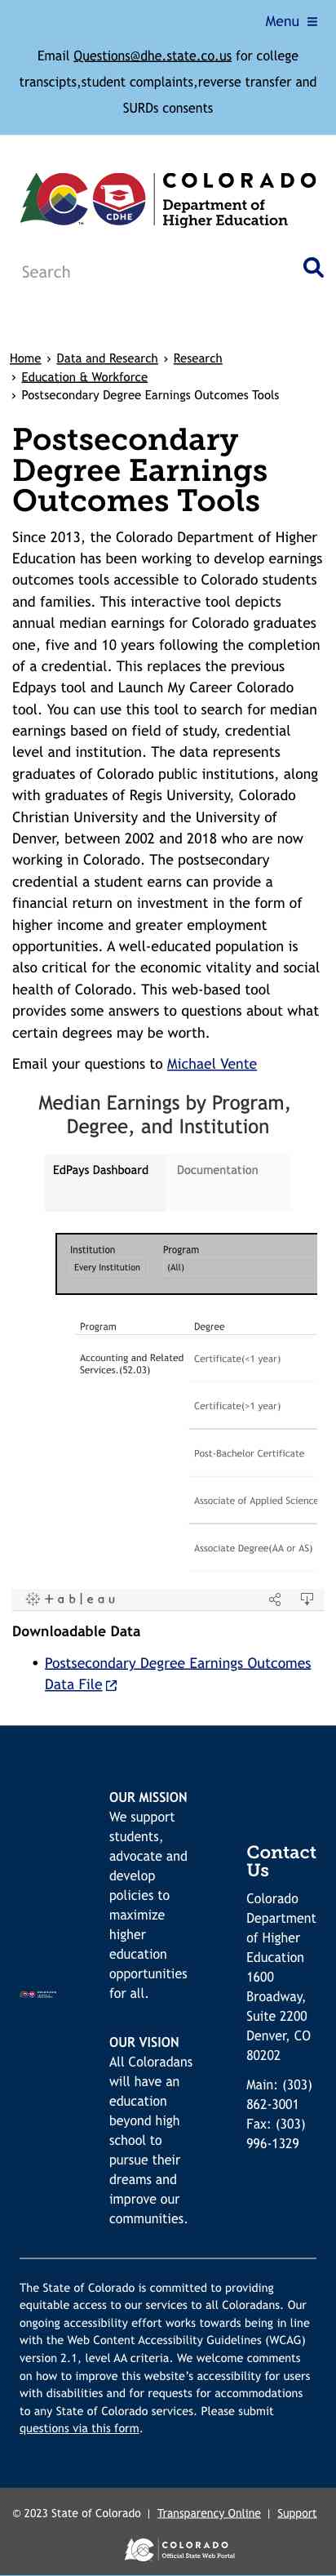 Menu ≡
Email Questions@dhe.state.co.us for college
transcipts,student complaints,reverse transfer and
SURDs consents
CDHE
COLORADO
Department of
Higher Education
Search
Home › Data and Research › Research
› Education & Workforce
› Postsecondary Degree Earnings Outcomes Tools
Postsecondary
Degree Earnings
Outcomes Tools
Since 2013, the Colorado Department of Higher
Education has been working to develop earnings
outcomes tools accessible to Colorado students
and families. This interactive tool depicts
annual median earnings for Colorado graduates
one, five and 10 years following the completion
of a credential. This replaces the previous
Edpays tool and Launch My Career Colorado
tool. You can use this tool to search for median
earnings based on field of study, credential
level and institution. The data represents
graduates of Colorado public institutions, along
with graduates of Regis University, Colorado
Christian University and the University of
Denver, between 2002 and 2018 who are now
working in Colorado. The postsecondary
credential a student earns can provide a
financial return on investment in the form of
higher income and greater employment
opportunities. A well-educated population is
also critical for the economic vitality and social
health of Colorado. This web-based tool
provides some answers to questions about what
certain degrees may be worth.
Email your questions to Michael Vente
Median Earnings by Program,
Degree, and Institution
EdPays Dashboard Documentation
Institution Program
Every Institution (All)
Program Degree
Accounting and Related
Services.(52.03)
Certificate(<1 year)
Certificate(>1 year)
Post-Bachelor Certificate
Associate of Applied Science
Associate Degree(AA or AS)
+ableau
Downloadable Data
• Postsecondary Degree Earnings Outcomes
Data File
OUR MISSION
We support
students,
advocate and
develop
policies to
maximize
higher
education
opportunities
for all.
OUR VISION
All Coloradans
will have an
education
beyond high
school to
pursue their
dreams and
improve our
communities.
Contact
Us
Colorado
Department
of Higher
Education
1600
Broadway,
Suite 2200
Denver, CO
80202
Main: (303)
862-3001
Fax: (303)
996-1329
The State of Colorado is committed to providing
equitable access to our services to all Coloradans. Our
ongoing accessibility effort works towards being in line
with the Web Content Accessibility Guidelines (WCAG)
version 2.1, level AA criteria. We welcome comments
on how to improve this website's accessibility for users
with disabilities and for requests for accommodations
to any State of Colorado services. Please submit
questions via this form.
© 2023 State of Colorado | Transparency Online | Support
COLORADO
Official State Web Portal